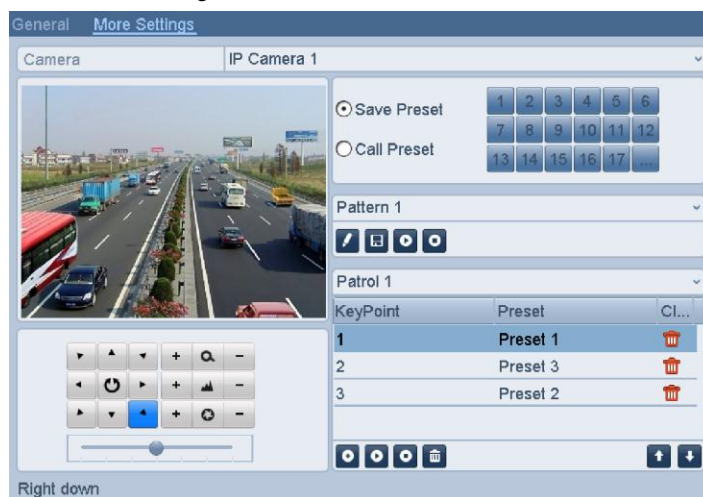 General More Settings
Camera IP Camera 1
Save Preset
Call Preset
1 2 3 4 5 6
7 8 9 10 11 12
13 14 15 16 17 ...
Pattern 1
Patrol 1
KeyPoint Preset Cl...
1 Preset 1
2 Preset 3
3 Preset 2
Right down